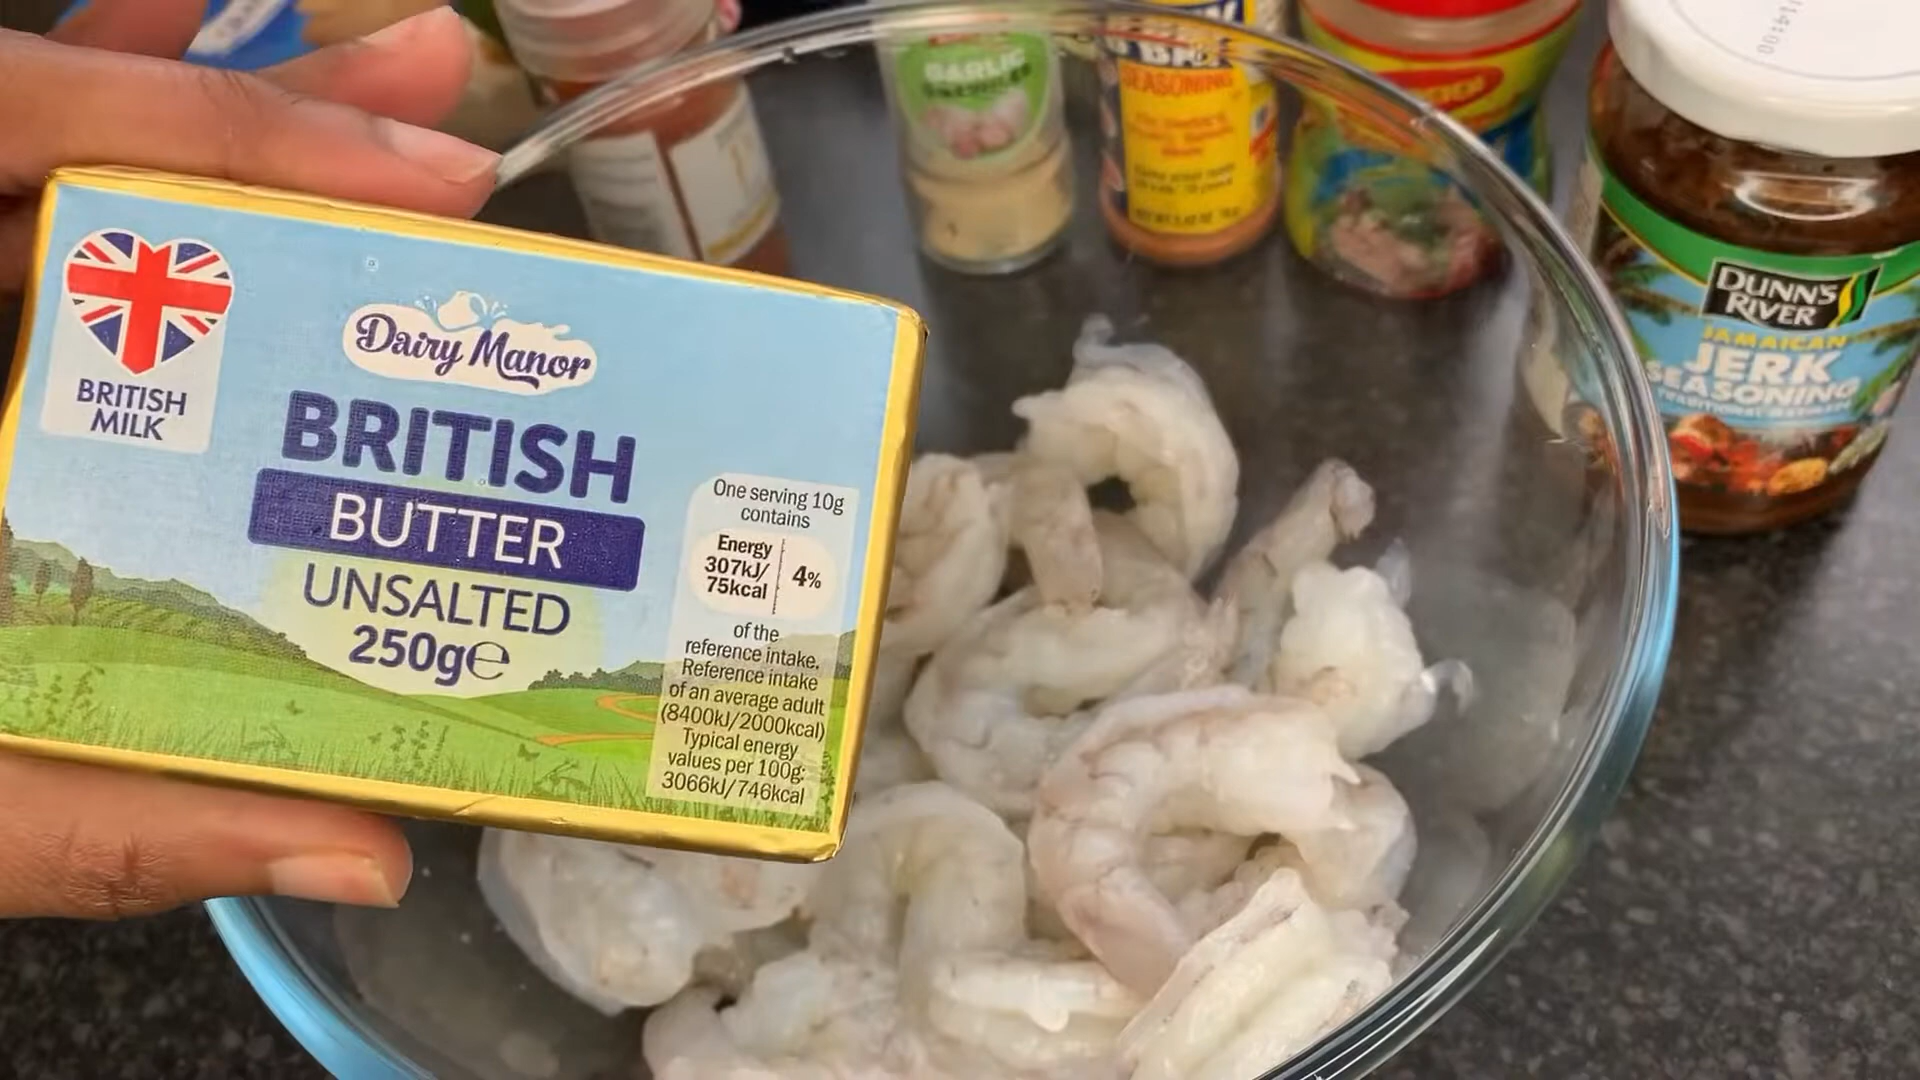 BRITISH
MILK
Dairy Manor
BRITISH
BUTTER
UNSALTED
250g℮
One serving 10g
contains
Energy
307kJ/
75kcal
4%
of the
reference intake.
Reference intake
of an average adult
(8400kJ/2000kcal)
Typical energy
values per 100g:
3066kJ/746kcal
GARLIC
SEASONING
DUNN'S
RIVER
JAMAICAN
JERK
SEASONING